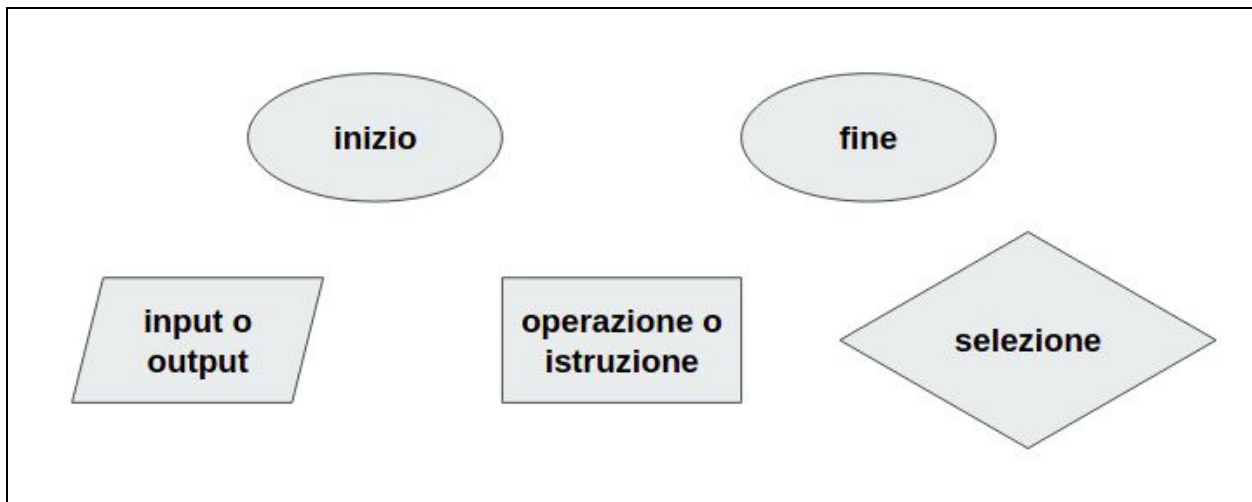 inizio
fine
input o
output
operazione o
istruzione
selezione